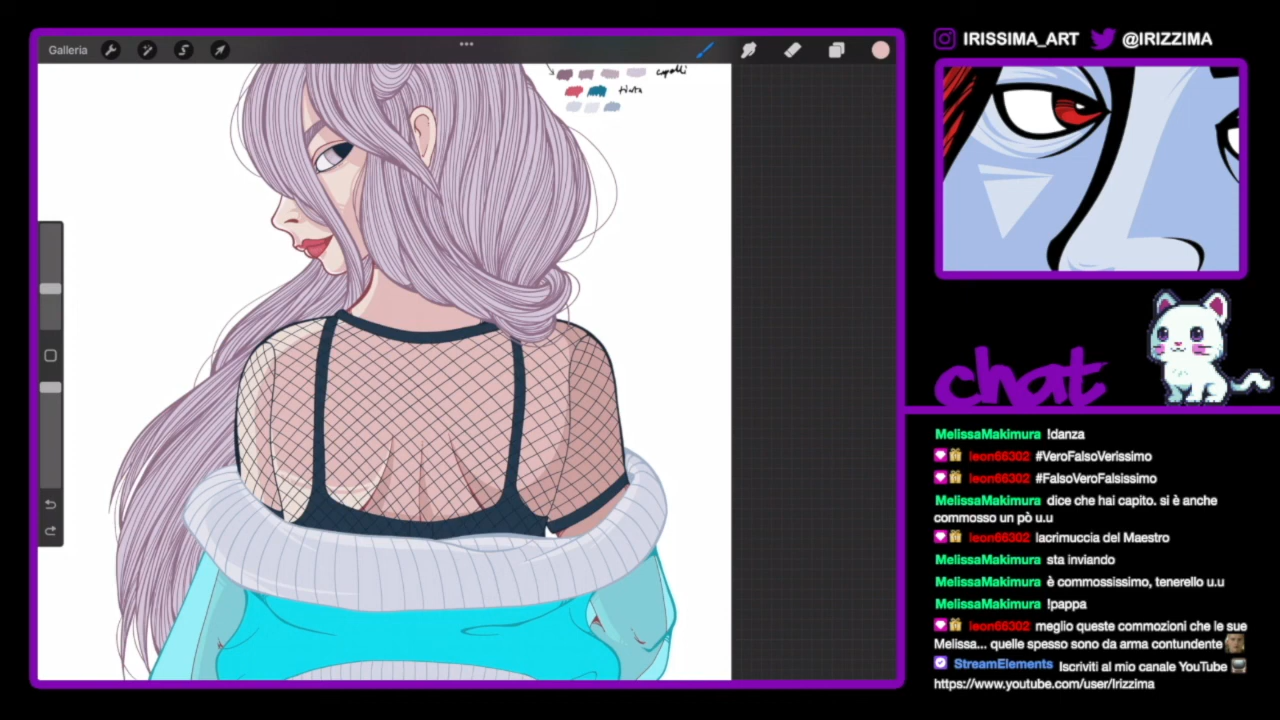 Galleria
capelli
tinta
IRISSIMA_ART @IRIZZIMA
chat
MelissaMakimura !danza
leon66302 #VeroFalsoVerissimo
leon66302 #FalsoVeroFalsissimo
MelissaMakimura dice che hai capito. si è anche
commosso un pò u.u
leon66302 lacrimuccia del Maestro
MelissaMakimura sta inviando
MelissaMakimura è commossissimo, tenerello u.u
MelissaMakimura !pappa
leon66302 meglio queste commozioni che le sue
Melissa... quelle spesso sono da arma contundente
StreamElements Iscriviti al mio canale YouTube
https://www.youtube.com/user/Irizzima